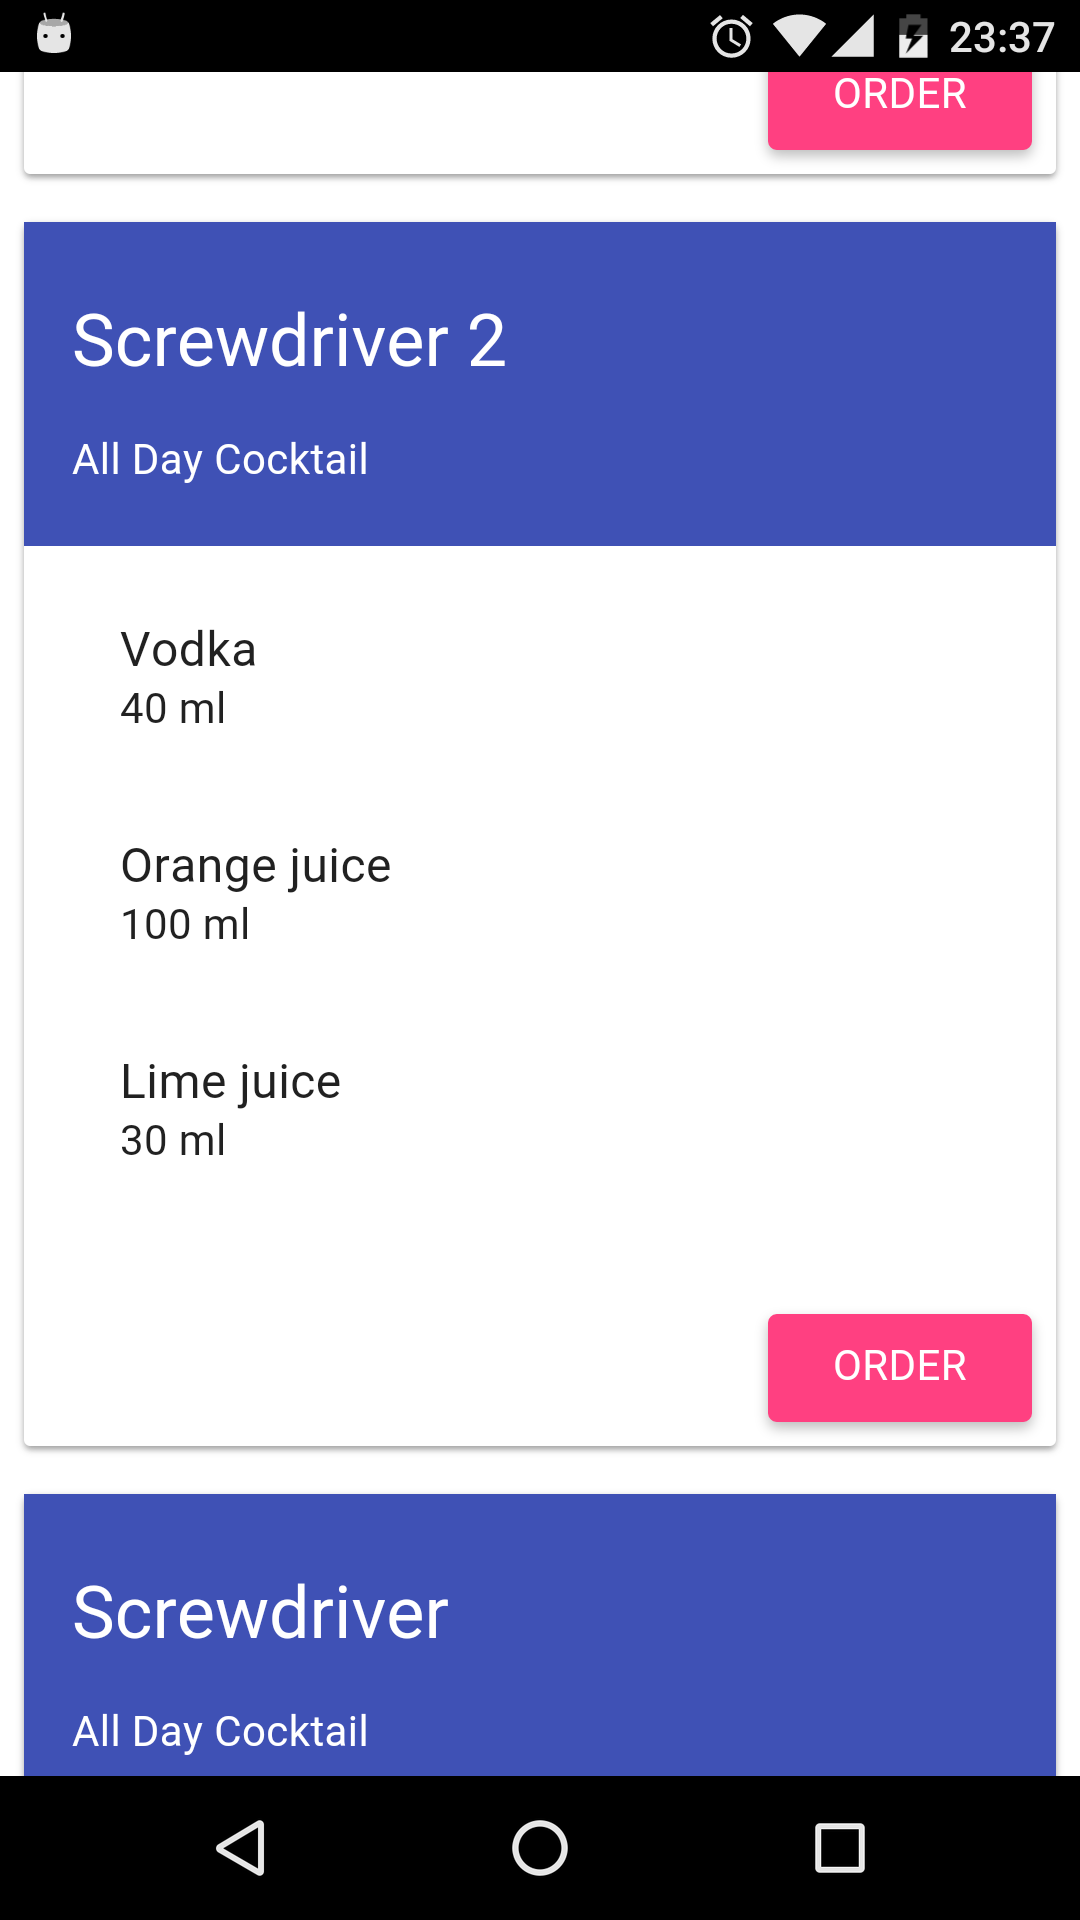 23:37
ORDER
Screwdriver 2
All Day Cocktail
Vodka
40 ml
Orange juice
100 ml
Lime juice
30 ml
ORDER
Screwdriver
All Day Cocktail